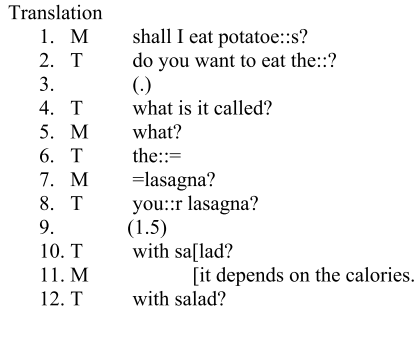 Translation
1. M shall I eat potatoe::s?
2. T do you want to eat the::?
3. (.)
4. T what is it called?
5. M what?
6. T the::=
7. M =lasagna?
8. T you::r lasagna?
9. (1.5)
10. T with sa[lad?
11. M [it depends on the calories.
12. T with salad?